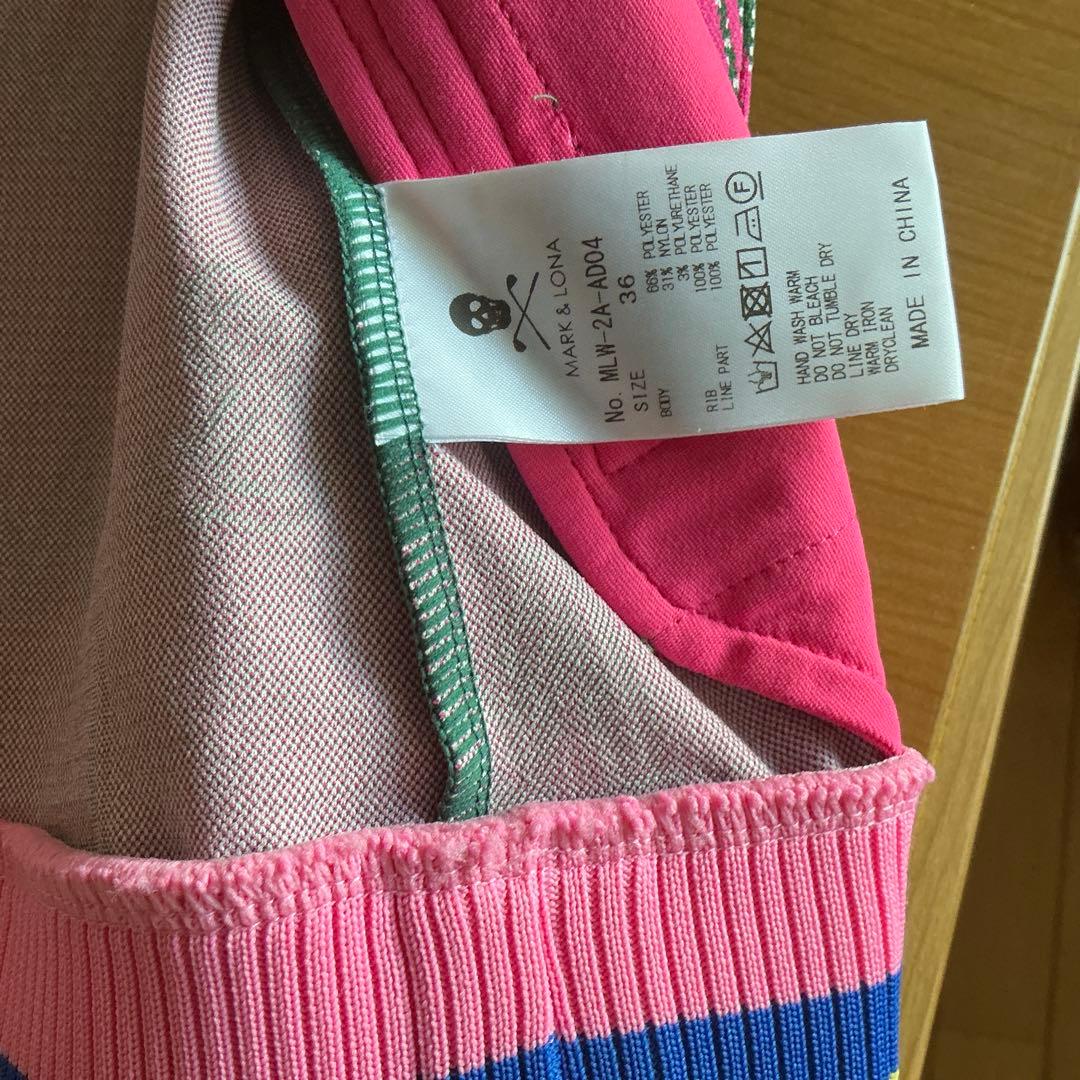 MARK & LONA
No. MLW-2A-AD04
SIZE 36
BODY 66% POLYESTER
31% NYLON
3% POLYURETHANE
RIB 100% POLYESTER
LINE PART 100% POLYESTER
F
HAND WASH WARM
DO NOT BLEACH
DO NOT TUMBLE DRY
LINE DRY
WARM IRON
DRYCLEAN
MADE IN CHINA